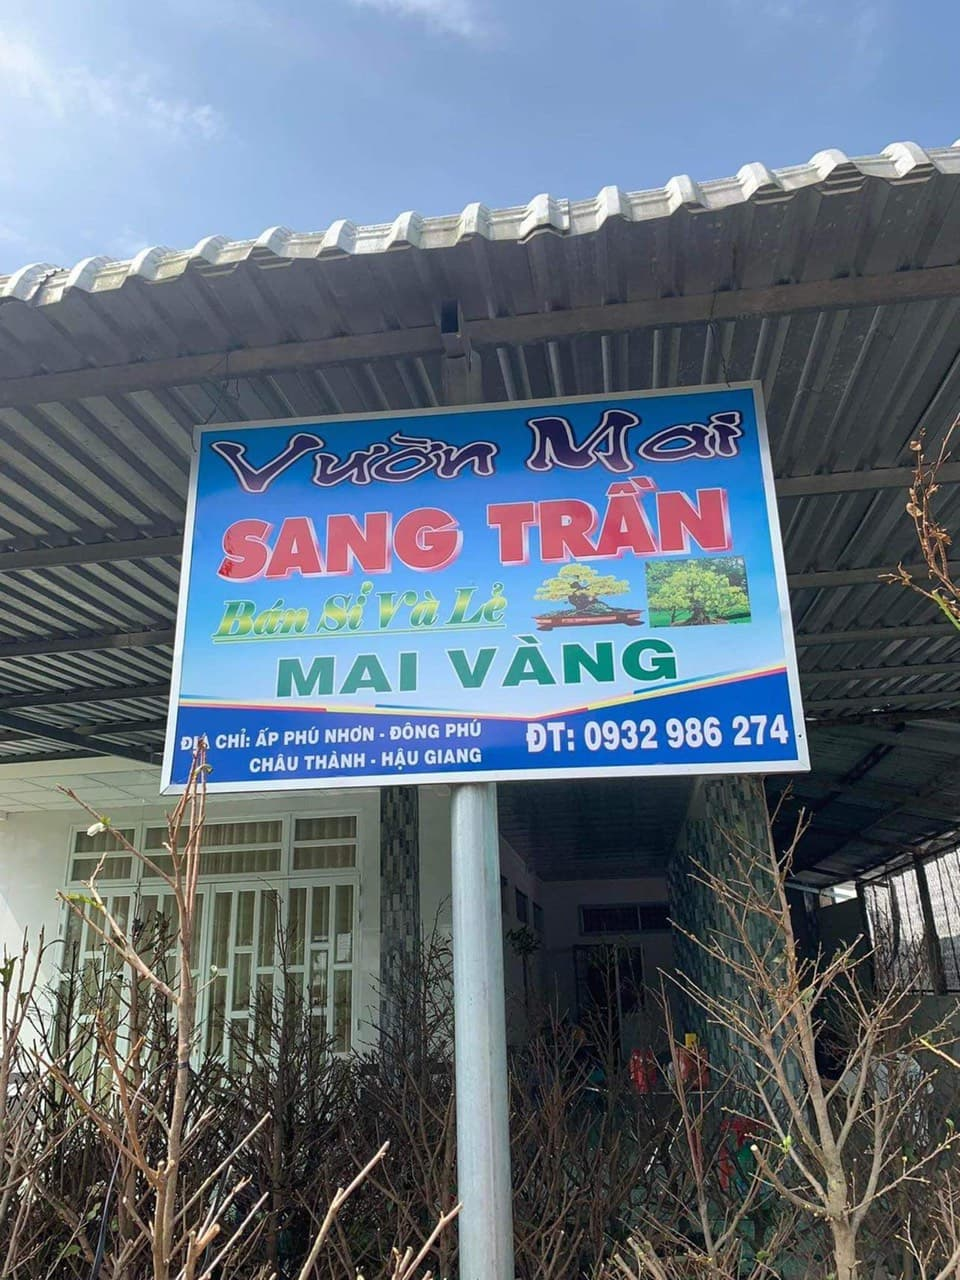 Vườn Mai
SANG TRẦN
Bán Sỉ Và Lẻ
MAI VÀNG
ĐỊA CHỈ: ẤP PHÚ NHƠN - ĐÔNG PHÚ
CHÂU THÀNH - HẬU GIANG
ĐT: 0932 986 274